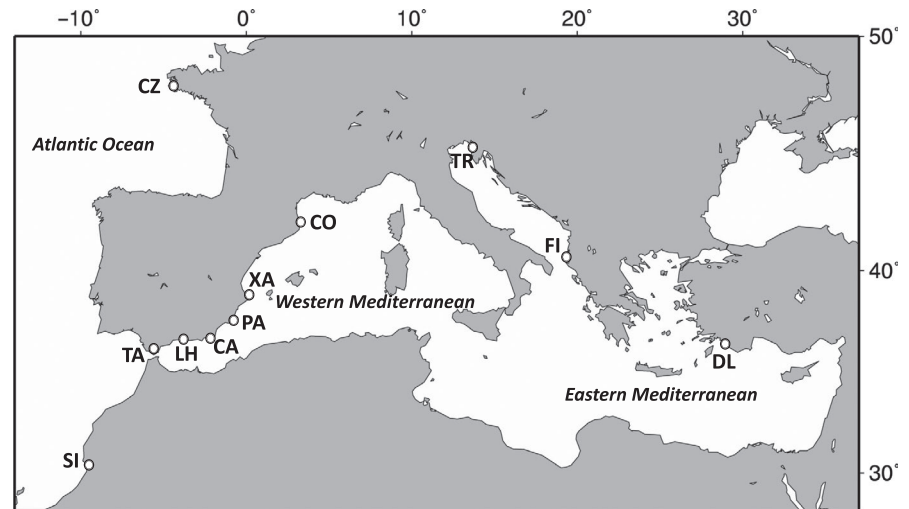 −10° 0° 10° 20° 30°
50°
CZ
Atlantic Ocean
TR
CO
FI
40°
XA
Western Mediterranean
PA
TA LH CA
DL
Eastern Mediterranean
SI
30°